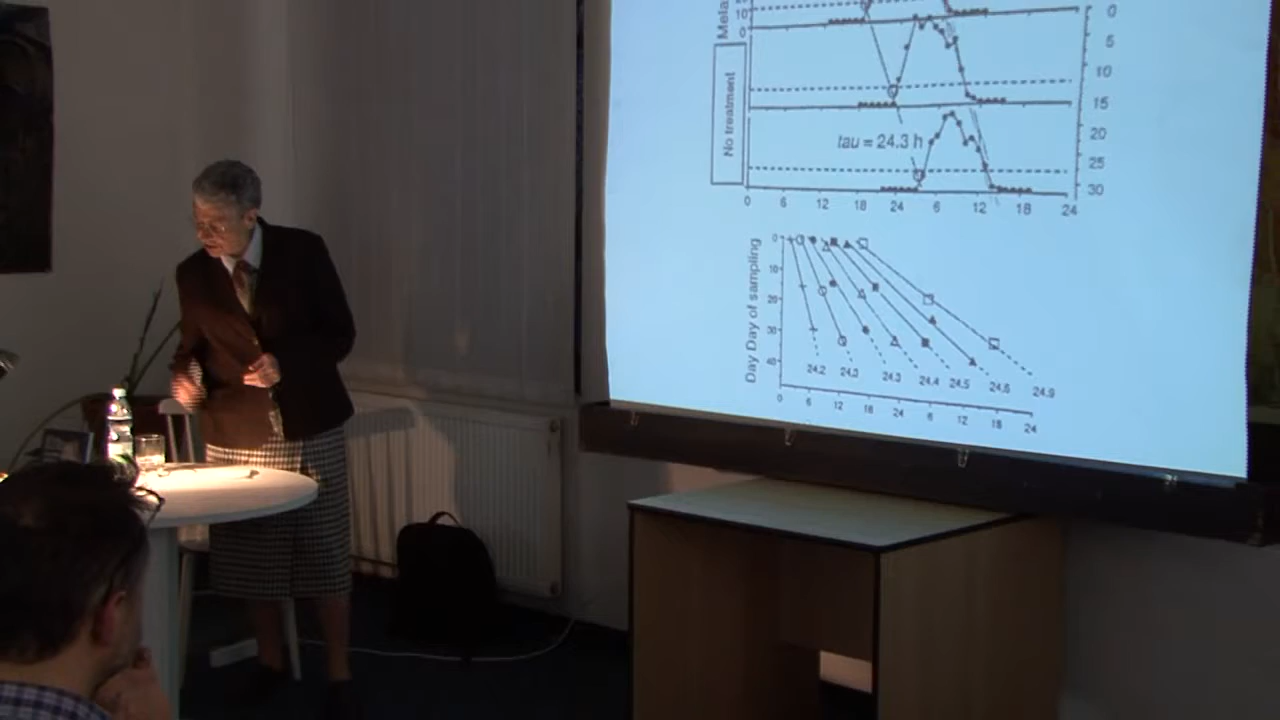 Mela
10
0
0
5
10
15
20
25
30
No treatment
tau = 24.3 h
0 6 12 18 24 6 12 18 24
Day Day of sampling
0
10
20
30
40
24.2 24.3 24.3 24.4 24.5 24.6 24.9
0 6 12 18 24 6 12 18 24